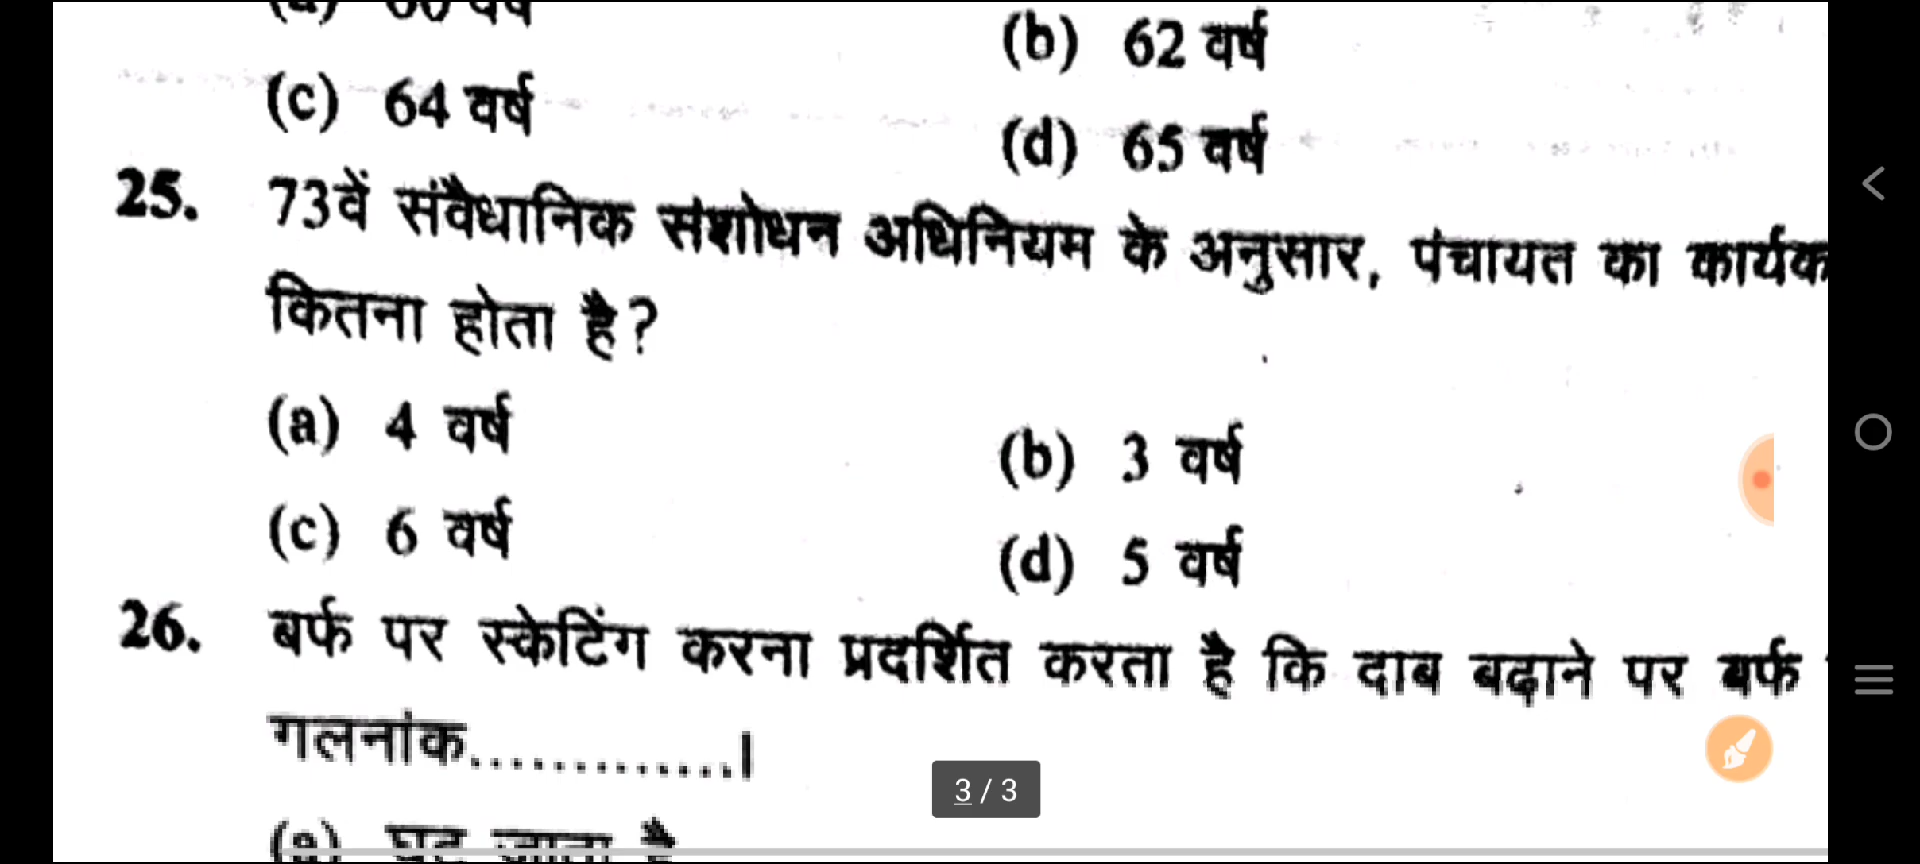 (b) 62 वर्ष
(c) 64 वर्ष
(d) 65 वर्ष
25. 73वें संवैधानिक संशोधन अधिनियम के अनुसार, पंचायत का कार्यक
कितना होता है?
(a) 4 वर्ष
(b) 3 वर्ष
(c) 6 वर्ष
(d) 5 वर्ष
26. बर्फ पर स्केटिंग करना प्रदर्शित करता है कि दाब बढ़ाने पर बर्फ
गलनांक.............।
3 / 3
(a) घट जाता है